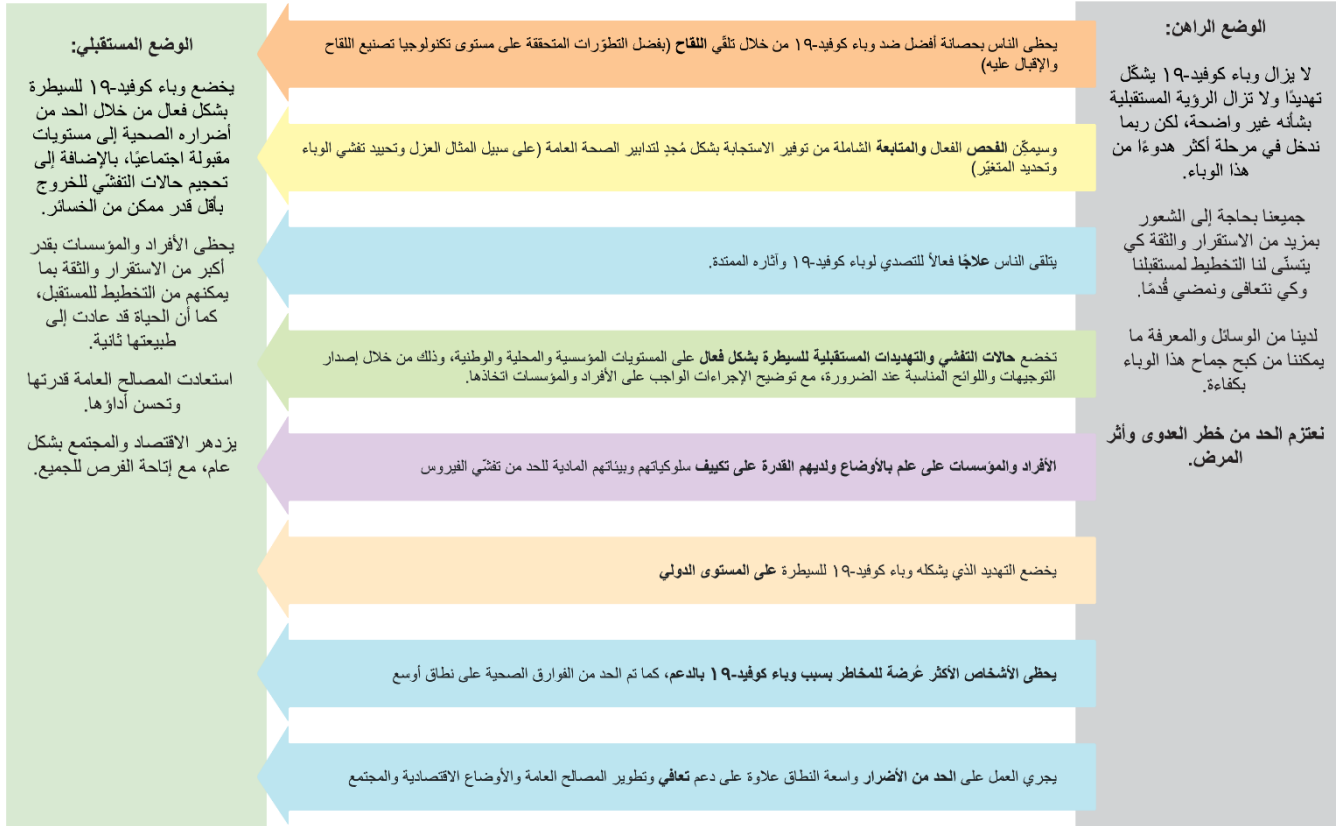 الوضع الراهن:
لا يزال وباء كوفيد-١٩ يشكّل
تهديدًا ولا تزال الرؤية المستقبلية
بشأنه غير واضحة، لكن ربما
ندخل في مرحلة أكثر هدوءًا من
هذا الوباء.
جميعنا بحاجة إلى الشعور
بمزيد من الاستقرار والثقة كي
يتسنّى لنا التخطيط لمستقبلنا
وكي نتعافى ونمضي قُدمًا.
لدينا من الوسائل والمعرفة ما
يمكننا من كبح جماح هذا الوباء
بكفاءة.
نعتزم الحد من خطر العدوى وأثر
المرض.
يحظى الناس بحصانة أفضل ضد وباء كوفيد-١٩ من خلال تلقّي اللقاح (بفضل التطوّرات المتحققة على مستوى تكنولوجيا تصنيع اللقاح
والإقبال عليه)
وسيمكِّن الفحص الفعال والمتابعة الشاملة من توفير الاستجابة بشكل مُجدٍ لتدابير الصحة العامة (على سبيل المثال العزل وتحييد تفشي الوباء
وتحديد المتغيّر)
يتلقى الناس علاجًا فعالاً للتصدي لوباء كوفيد-١٩ وآثاره الممتدة.
تخضع حالات التفشي والتهديدات المستقبلية للسيطرة بشكل فعال على المستويات المؤسسية والمحلية والوطنية، وذلك من خلال إصدار
التوجيهات واللوائح المناسبة عند الضرورة، مع توضيح الإجراءات الواجب على الأفراد والمؤسسات اتخاذها.
الأفراد والمؤسسات على علم بالأوضاع ولديهم القدرة على تكييف سلوكياتهم وبيئاتهم المادية للحد من تفشّي الفيروس
يخضع التهديد الذي يشكله وباء كوفيد-١٩ للسيطرة على المستوى الدولي
يحظى الأشخاص الأكثر عُرضة للمخاطر بسبب وباء كوفيد-١٩ بالدعم، كما تم الحد من الفوارق الصحية على نطاق أوسع
يجري العمل على الحد من الأضرار واسعة النطاق علاوة على دعم تعافي وتطوير المصالح العامة والأوضاع الاقتصادية والمجتمع
الوضع المستقبلي:
يخضع وباء كوفيد-١٩ للسيطرة
بشكل فعال من خلال الحد من
أضراره الصحية إلى مستويات
مقبولة اجتماعيًا، بالإضافة إلى
تحجيم حالات التفشّي للخروج
بأقل قدر ممكن من الخسائر.
يحظى الأفراد والمؤسسات بقدر
أكبر من الاستقرار والثقة بما
يمكنهم من التخطيط للمستقبل،
كما أن الحياة قد عادت إلى
طبيعتها ثانية.
استعادت المصالح العامة قدرتها
وتحسن أداؤها.
يزدهر الاقتصاد والمجتمع بشكل
عام، مع إتاحة الفرص للجميع.